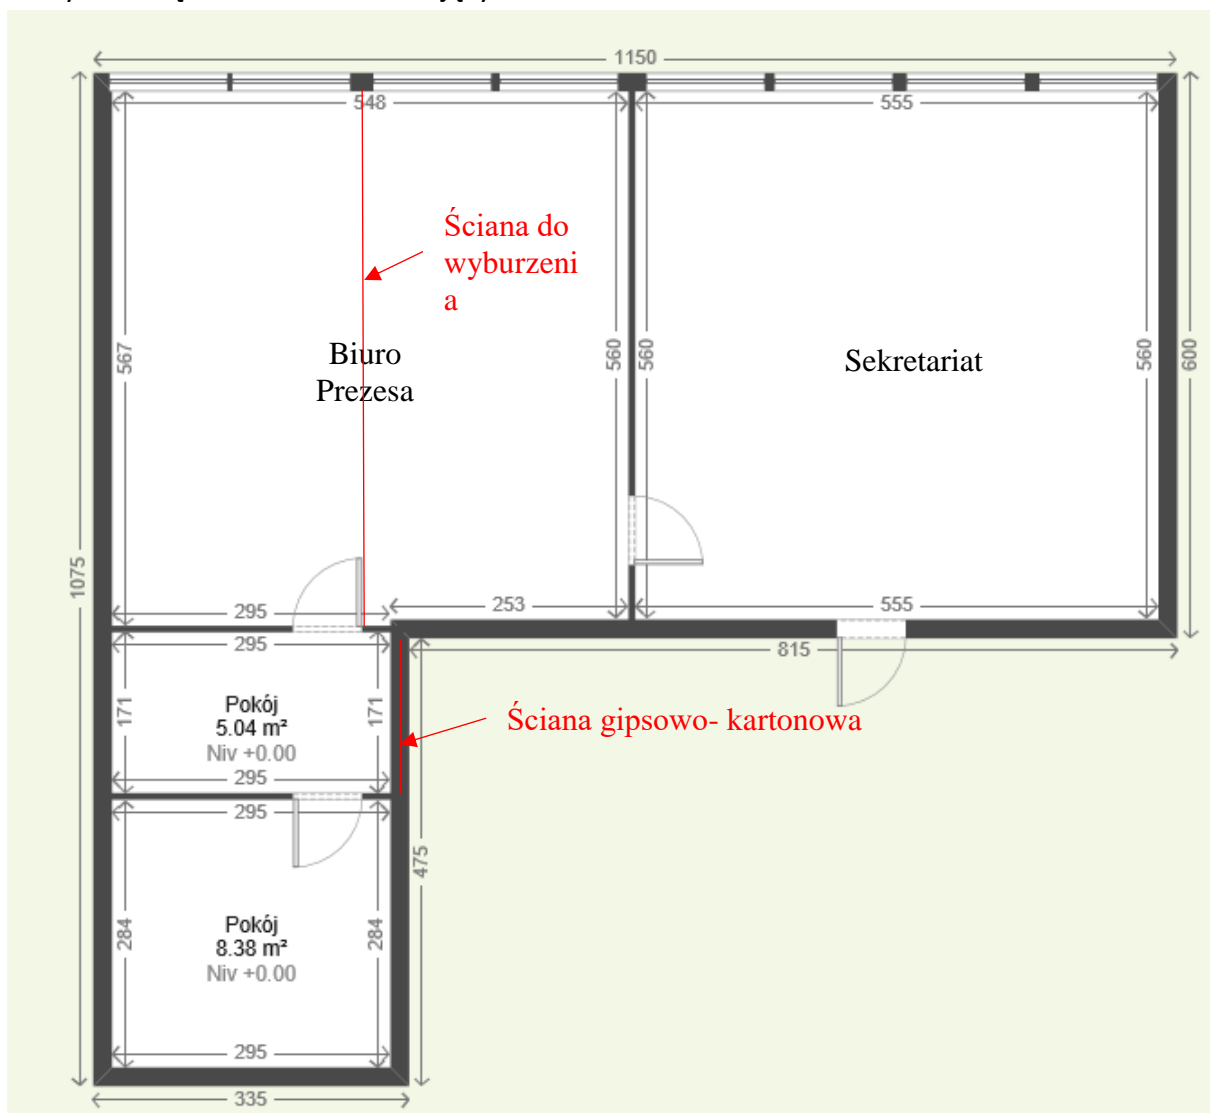 1150
548
555
Ściana do
wyburzeni
a
567
560
560
560
600
Biuro
Prezesa
Sekretariat
1075
295
253
555
295
815
171
171
Pokój
5.04 m²
Niv +0.00
Ściana gipsowo- kartonowa
295
295
475
284
284
Pokój
8.38 m²
Niv +0.00
295
335